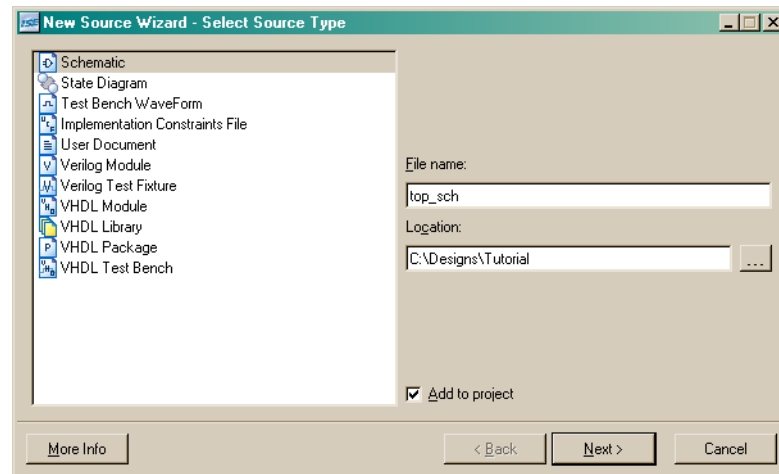 ISE New Source Wizard - Select Source Type
Schematic
State Diagram
Test Bench WaveForm
Implementation Constraints File
User Document
Verilog Module
Verilog Test Fixture
VHDL Module
VHDL Library
VHDL Package
VHDL Test Bench
File name:
top_sch
Location:
C:\Designs\Tutorial
...
Add to project
More Info
< Back
Next >
Cancel